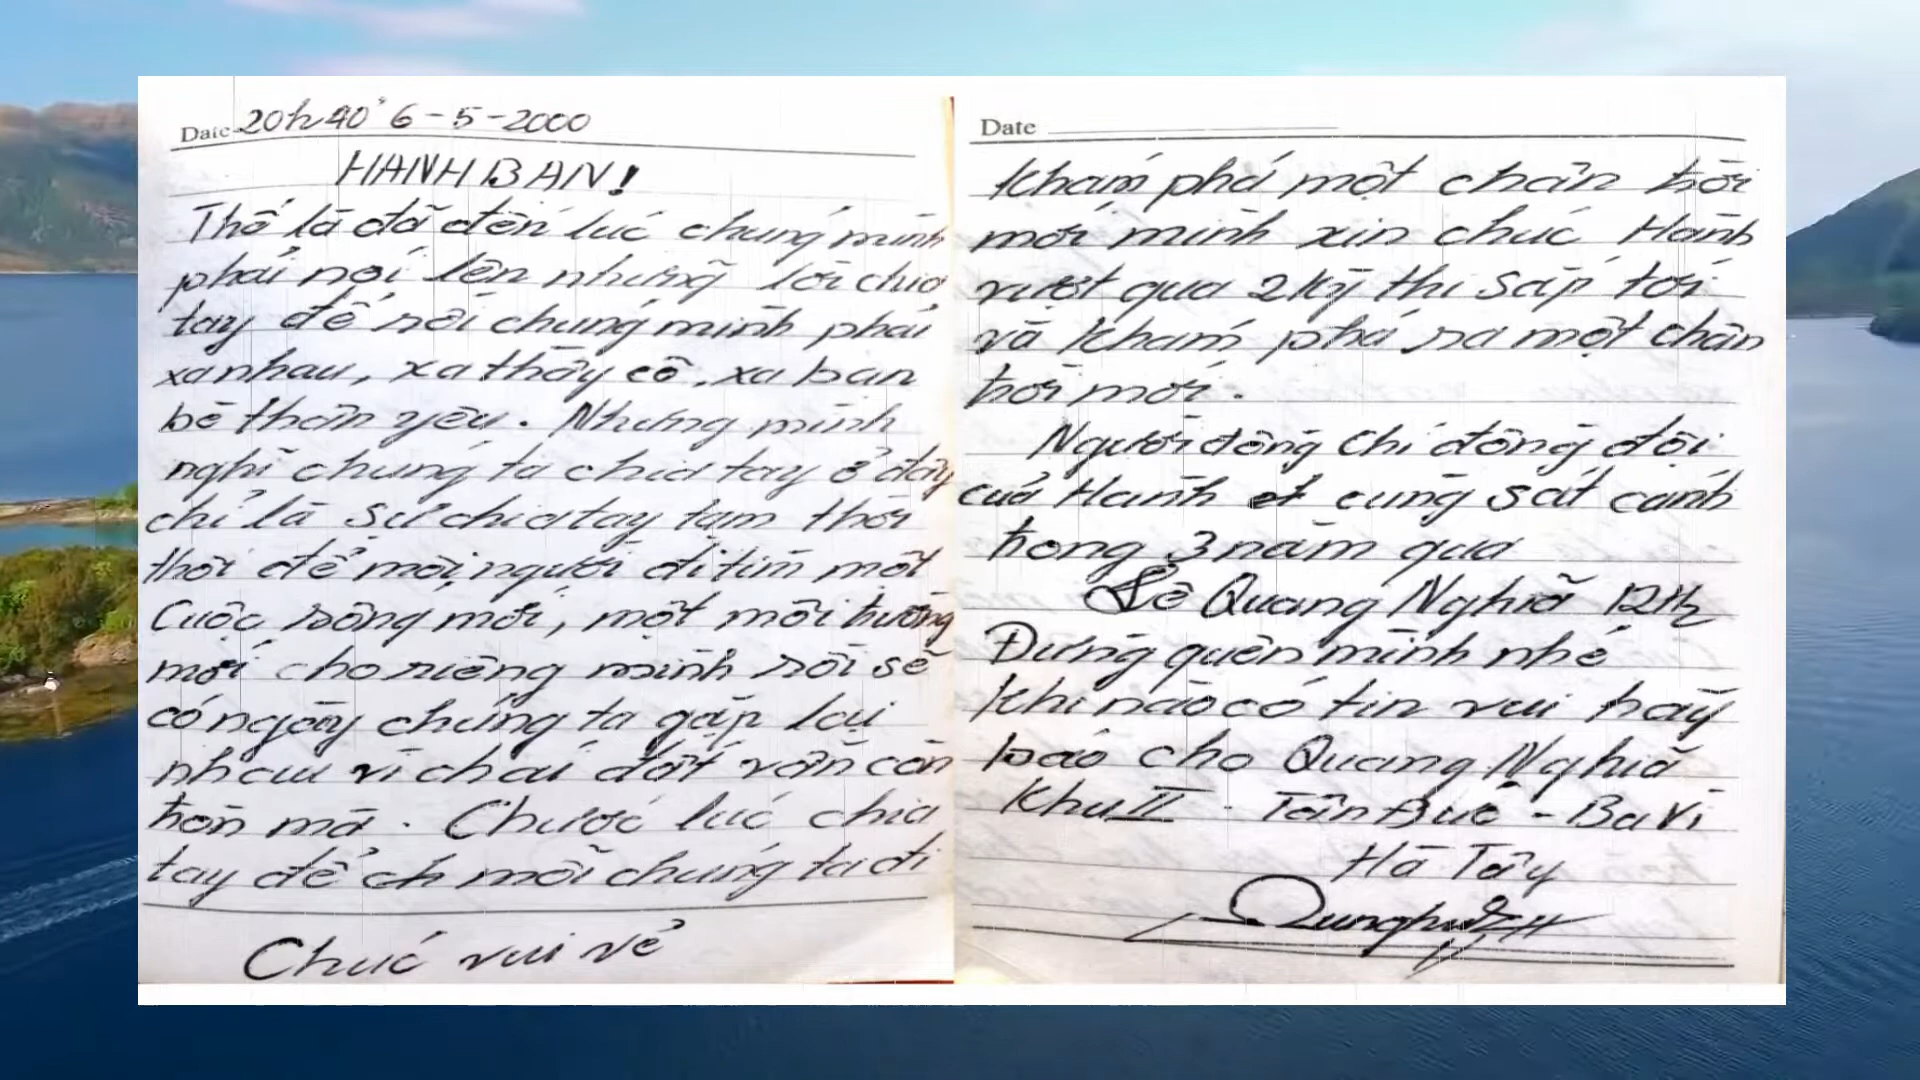 Date 20h40' 6-5-2000
HẠNH BẠN!
Thế là đã đến lúc chúng mình
phải nói lên những lời chia
tay để rồi chúng mình phải
xa nhau, xa thầy cô, xa bạn
bè thân yêu. Nhưng mình
nghĩ chúng ta chia tay ở đây
chỉ là sự chia tay tạm thời
thôi để mỗi người đi tìm một
Cuộc sống mới, một môi trường
mới cho riêng mình rồi sẽ
có ngày chúng ta gặp lại
nhau vì chái đất vẫn còn
tròn mà. Chước lúc chia
tay để ch mỗi chúng ta đi
Chúc vui vẻ
Date
Khám phá một chân trời
mới mình xin chúc Hạnh
vượt qua 2 kỳ thi sắp tới
và khám phá ra một chân
trời mới.
Người đồng chí đồng đội
của Hạnh cùng sát cánh
trong 3 năm qua
Lê Quang Nghĩa 12H2
Đừng quên mình nhé
Khi nào có tin vui hãy
báo cho Quang Nghĩa
Khu II - Tản Đức - Ba Vì
Hà Tây